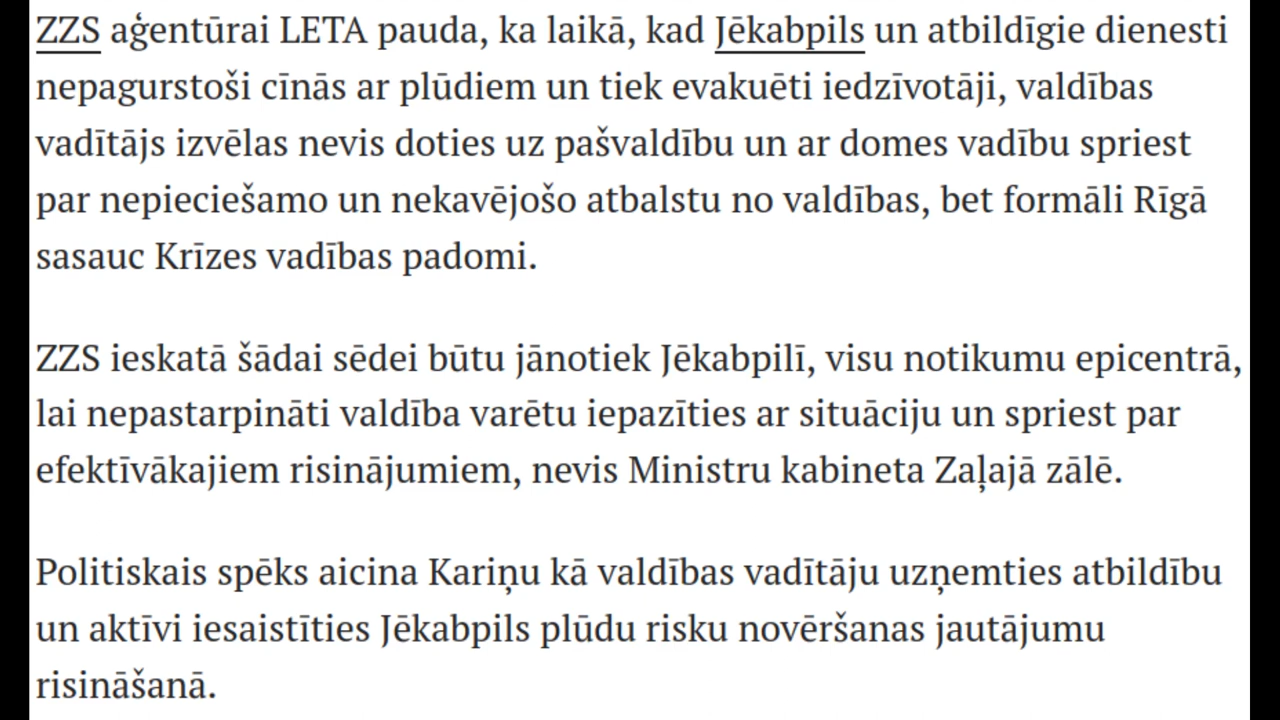 ZZS aģentūrai LETA pauda, ka laikā, kad Jēkabpils un atbildīgie dienesti
nepagurstoši cīnās ar plūdiem un tiek evakuēti iedzīvotāji, valdības
vadītājs izvēlas nevis doties uz pašvaldību un ar domes vadību spriest
par nepieciešamo un nekavējošo atbalstu no valdības, bet formāli Rīgā
sasauc Krīzes vadības padomi.
ZZS ieskatā šādai sēdei būtu jānotiek Jēkabpilī, visu notikumu epicentrā,
lai nepastarpināti valdība varētu iepazīties ar situāciju un spriest par
efektīvākajiem risinājumiem, nevis Ministru kabineta Zaļajā zālē.
Politiskais spēks aicina Kariņu kā valdības vadītāju uzņemties atbildību
un aktīvi iesaistīties Jēkabpils plūdu risku novēršanas jautājumu
risināšanā.